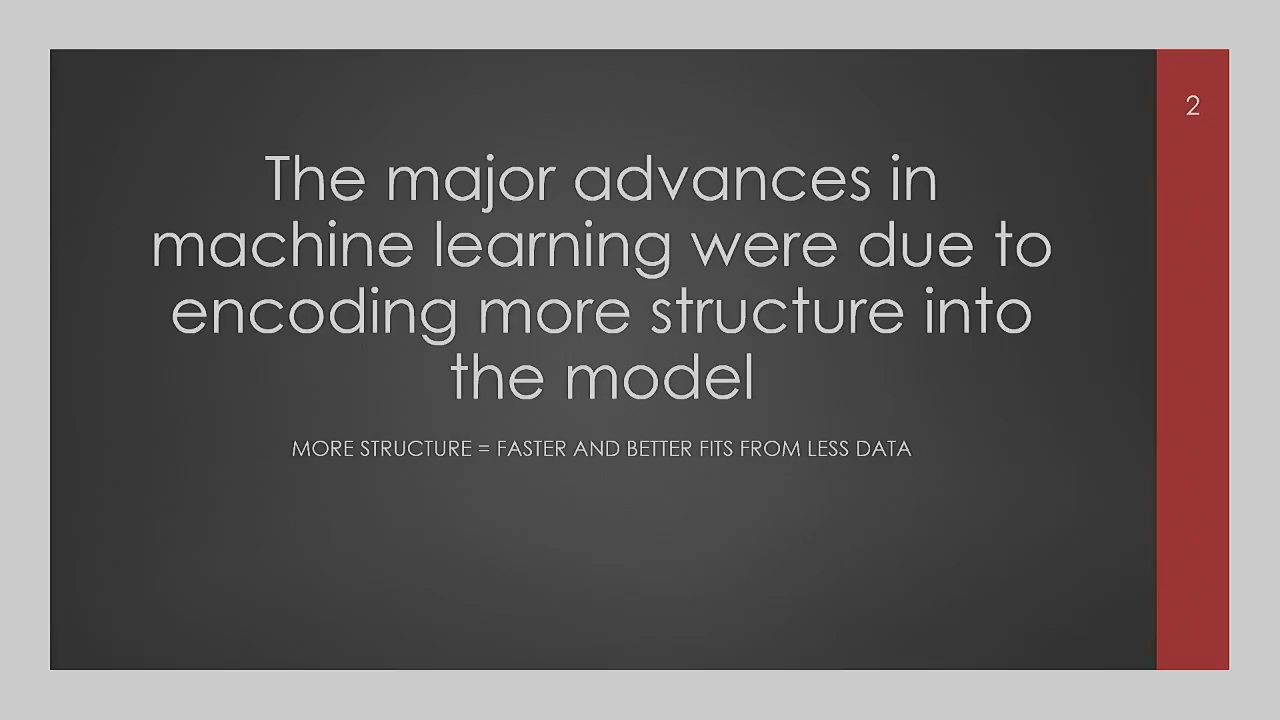 2
The major advances in
machine learning were due to
encoding more structure into
the model
MORE STRUCTURE = FASTER AND BETTER FITS FROM LESS DATA